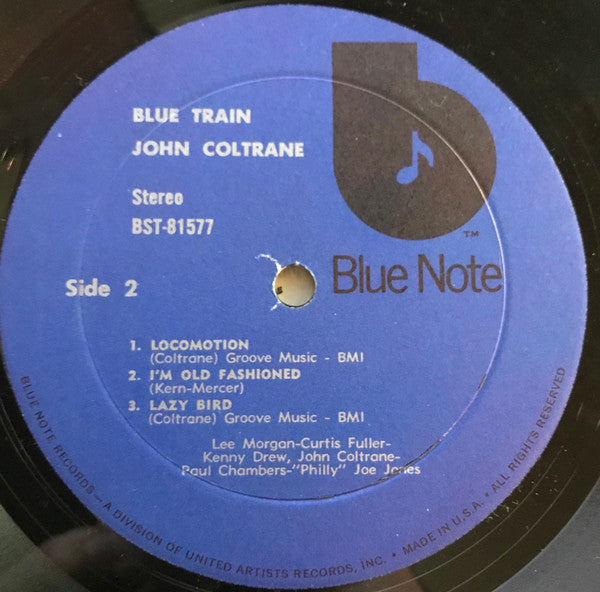 BLUE TRAIN
JOHN COLTRANE
Stereo
BST-81577
b
TM
Blue Note
Side 2
1. LOCOMOTION
(Coltrane) Groove Music - BMI
2. I'M OLD FASHIONED
(Kern-Mercer)
3. LAZY BIRD
(Coltrane) Groove Music - BMI
Lee Morgan-Curtis Fuller-
Kenny Drew, John Coltrane-
Paul Chambers-"Philly" Joe Jones
BLUE NOTE RECORDS — A DIVISION OF UNITED ARTISTS RECORDS, INC. • MADE IN U.S.A. • ALL RIGHTS RESERVED